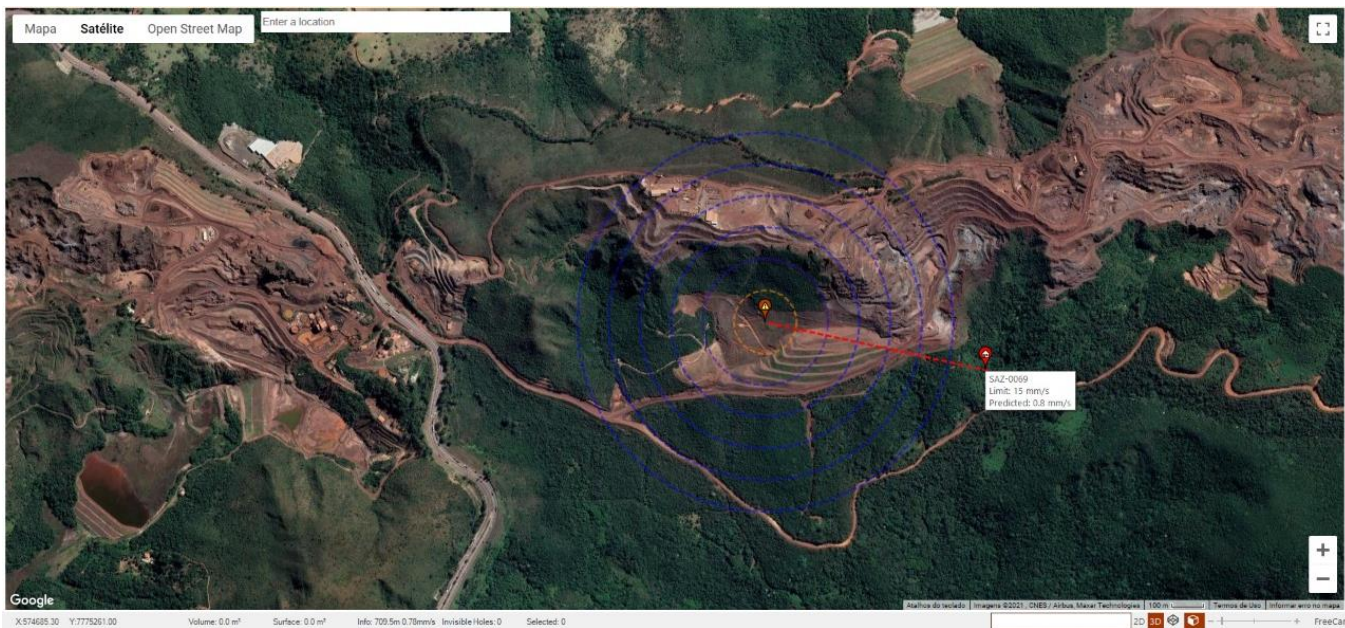 Mapa Satélite Open Street Map Enter a location
SAZ-0069
Limit: 15 mm/s
Predicted: 0.8 mm/s
+
−
Google
Atalhos do teclado Imagens ©2021 , CNES / Airbus, Maxar Technologies 100 m Termos de Uso Informar erro no mapa
X:574685.30 Y:7775261.00 Volume: 0.0 m³ Surface: 0.0 m² Info: 709.5m 0.78mm/s Invisible Holes: 0 Selected: 0 2D 3D − + FreeCam